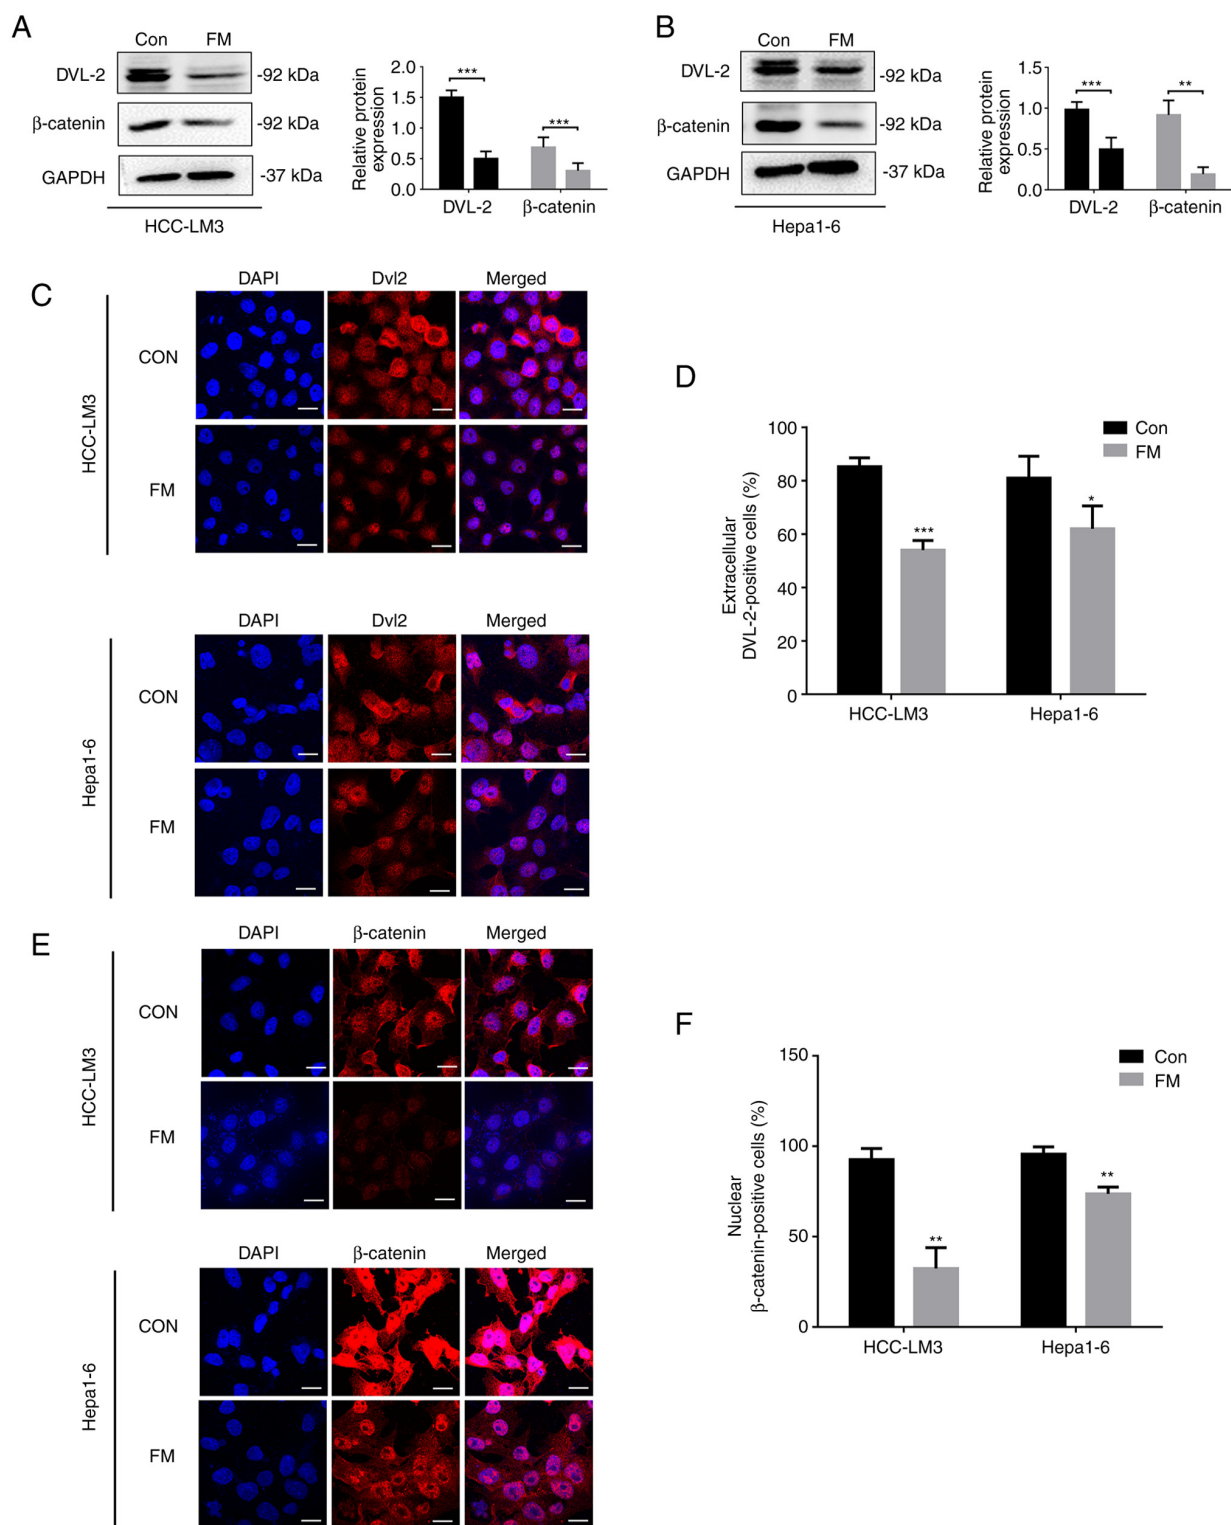 A
Con FM
DVL-2 -92 kDa
β-catenin -92 kDa
GAPDH -37 kDa
HCC-LM3
Relative protein
expression
2.0
1.5
1.0
0.5
0.0
*** ***
DVL-2 β-catenin
B
Con FM
DVL-2 -92 kDa
β-catenin -92 kDa
GAPDH -37 kDa
Hepa1-6
Relative protein
expression
1.5
1.0
0.5
0.0
*** **
DVL-2 β-catenin
C
DAPI Dvl2 Merged
HCC-LM3
CON
FM
DAPI Dvl2 Merged
Hepa1-6
CON
FM
D
Extracellular
DVL-2-positive cells (%)
100
80
60
40
20
0
Con
FM
*** *
HCC-LM3 Hepa1-6
E
DAPI β-catenin Merged
HCC-LM3
CON
FM
DAPI β-catenin Merged
Hepa1-6
CON
FM
F
Nuclear
β-catenin-positive cells (%)
150
100
50
0
Con
FM
** **
HCC-LM3 Hepa1-6